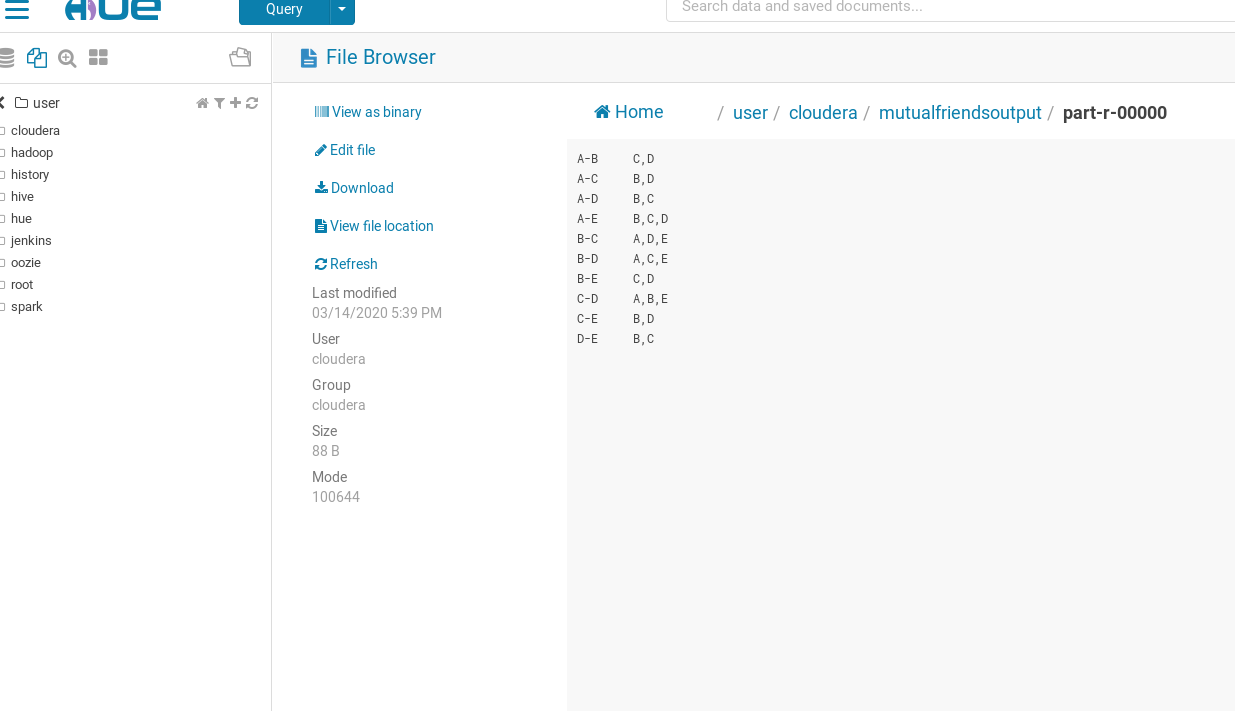 HUE
Query
Search data and saved documents...
File Browser
user
cloudera
hadoop
history
hive
hue
jenkins
oozie
root
spark
View as binary
Edit file
Download
View file location
Refresh
Last modified
03/14/2020 5:39 PM
User
cloudera
Group
cloudera
Size
88 B
Mode
100644
Home / user / cloudera / mutualfriendsoutput / part-r-00000
A-B C,D
A-C B,D
A-D B,C
A-E B,C,D
B-C A,D,E
B-D A,C,E
B-E C,D
C-D A,B,E
C-E B,D
D-E B,C